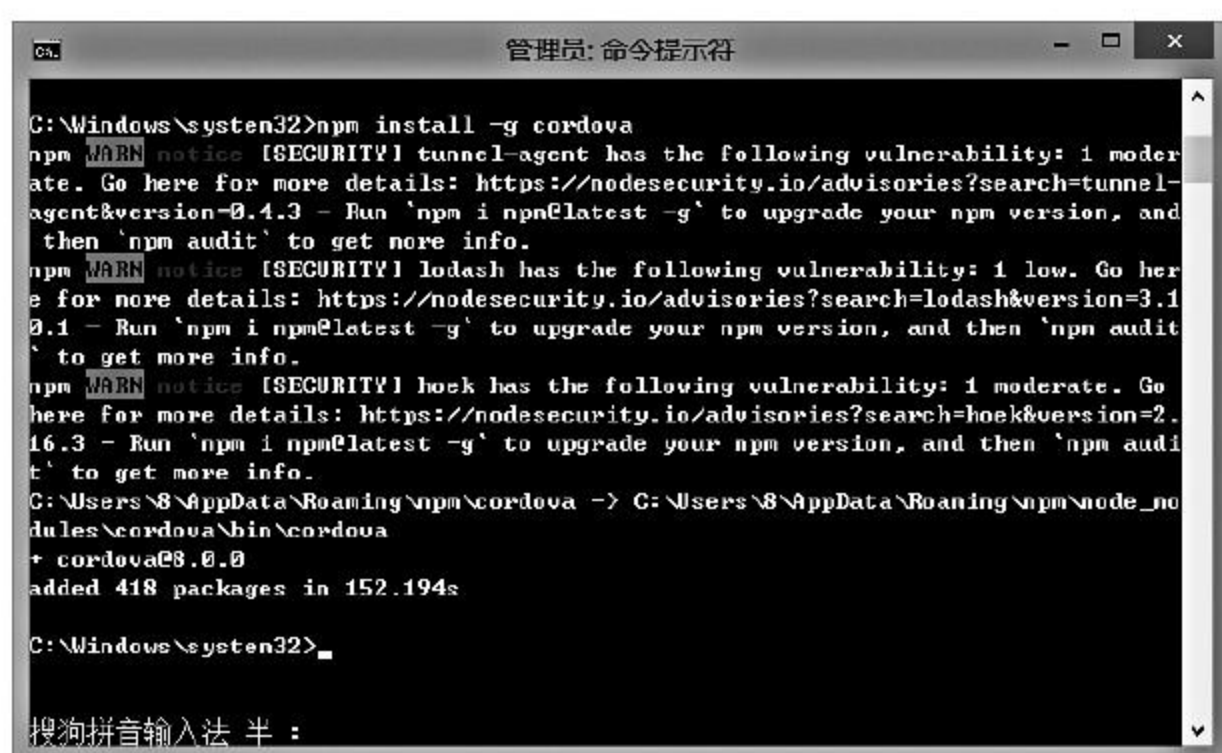 管理员: 命令提示符
C:\Windows\system32>npm install -g cordova
npm WARN notice [SECURITY] tunnel-agent has the following vulnerability: 1 moder
ate. Go here for more details: https://nodesecurity.io/advisories?search=tunnel-
agent&version=0.4.3 - Run `npm i npm@latest -g` to upgrade your npm version, and
 then `npm audit` to get more info.
npm WARN notice [SECURITY] lodash has the following vulnerability: 1 low. Go her
e for more details: https://nodesecurity.io/advisories?search=lodash&version=3.1
0.1 - Run `npm i npm@latest -g` to upgrade your npm version, and then `npm audit
` to get more info.
npm WARN notice [SECURITY] hoek has the following vulnerability: 1 moderate. Go
here for more details: https://nodesecurity.io/advisories?search=hoek&version=2.
16.3 - Run `npm i npm@latest -g` to upgrade your npm version, and then `npm audi
t` to get more info.
C:\Users\8\AppData\Roaming\npm\cordova -> C:\Users\8\AppData\Roaming\npm\node_mo
dules\cordova\bin\cordova
+ cordova@8.0.0
added 418 packages in 152.194s
C:\Windows\system32>_
搜狗拼音输入法 半 :